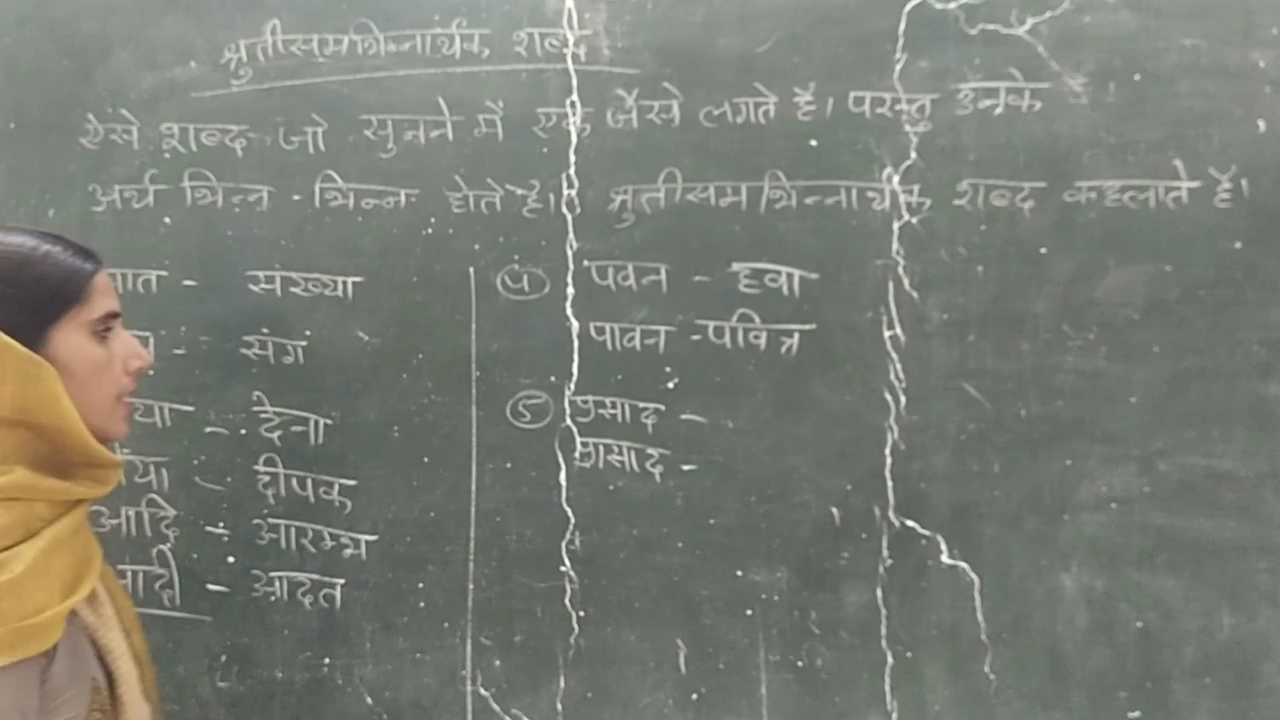 श्रुतीसमभिन्नार्थक शब्द
ऐसे शब्द जो सुनने में एक जैसे लगते हैं। परन्तु उनके
अर्थ भिन्न - भिन्न होते है। श्रुतीसमभिन्नार्थक शब्द कहलाते हैं।
- संख्या
- संग
- देना
- दीपक
आदि - आरम्भ
- आदत
④ पवन - हवा
पावन - पवित्र
⑤ प्रसाद -
प्रासाद -